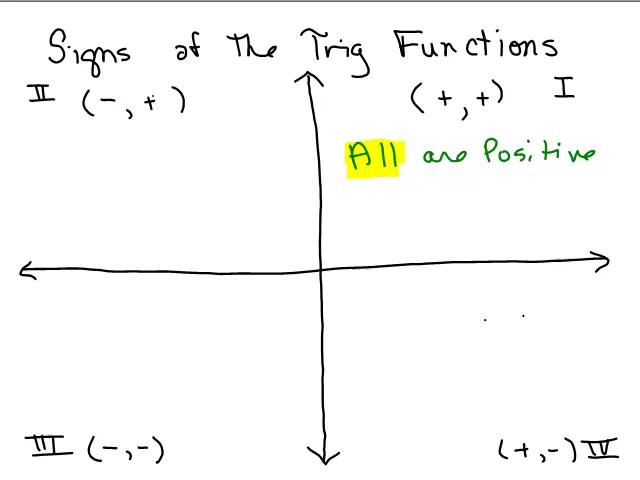 Signs of the Trig Functions
II (-,+) (+,+) I
All are Positive
III (-,-) (+,-) IV